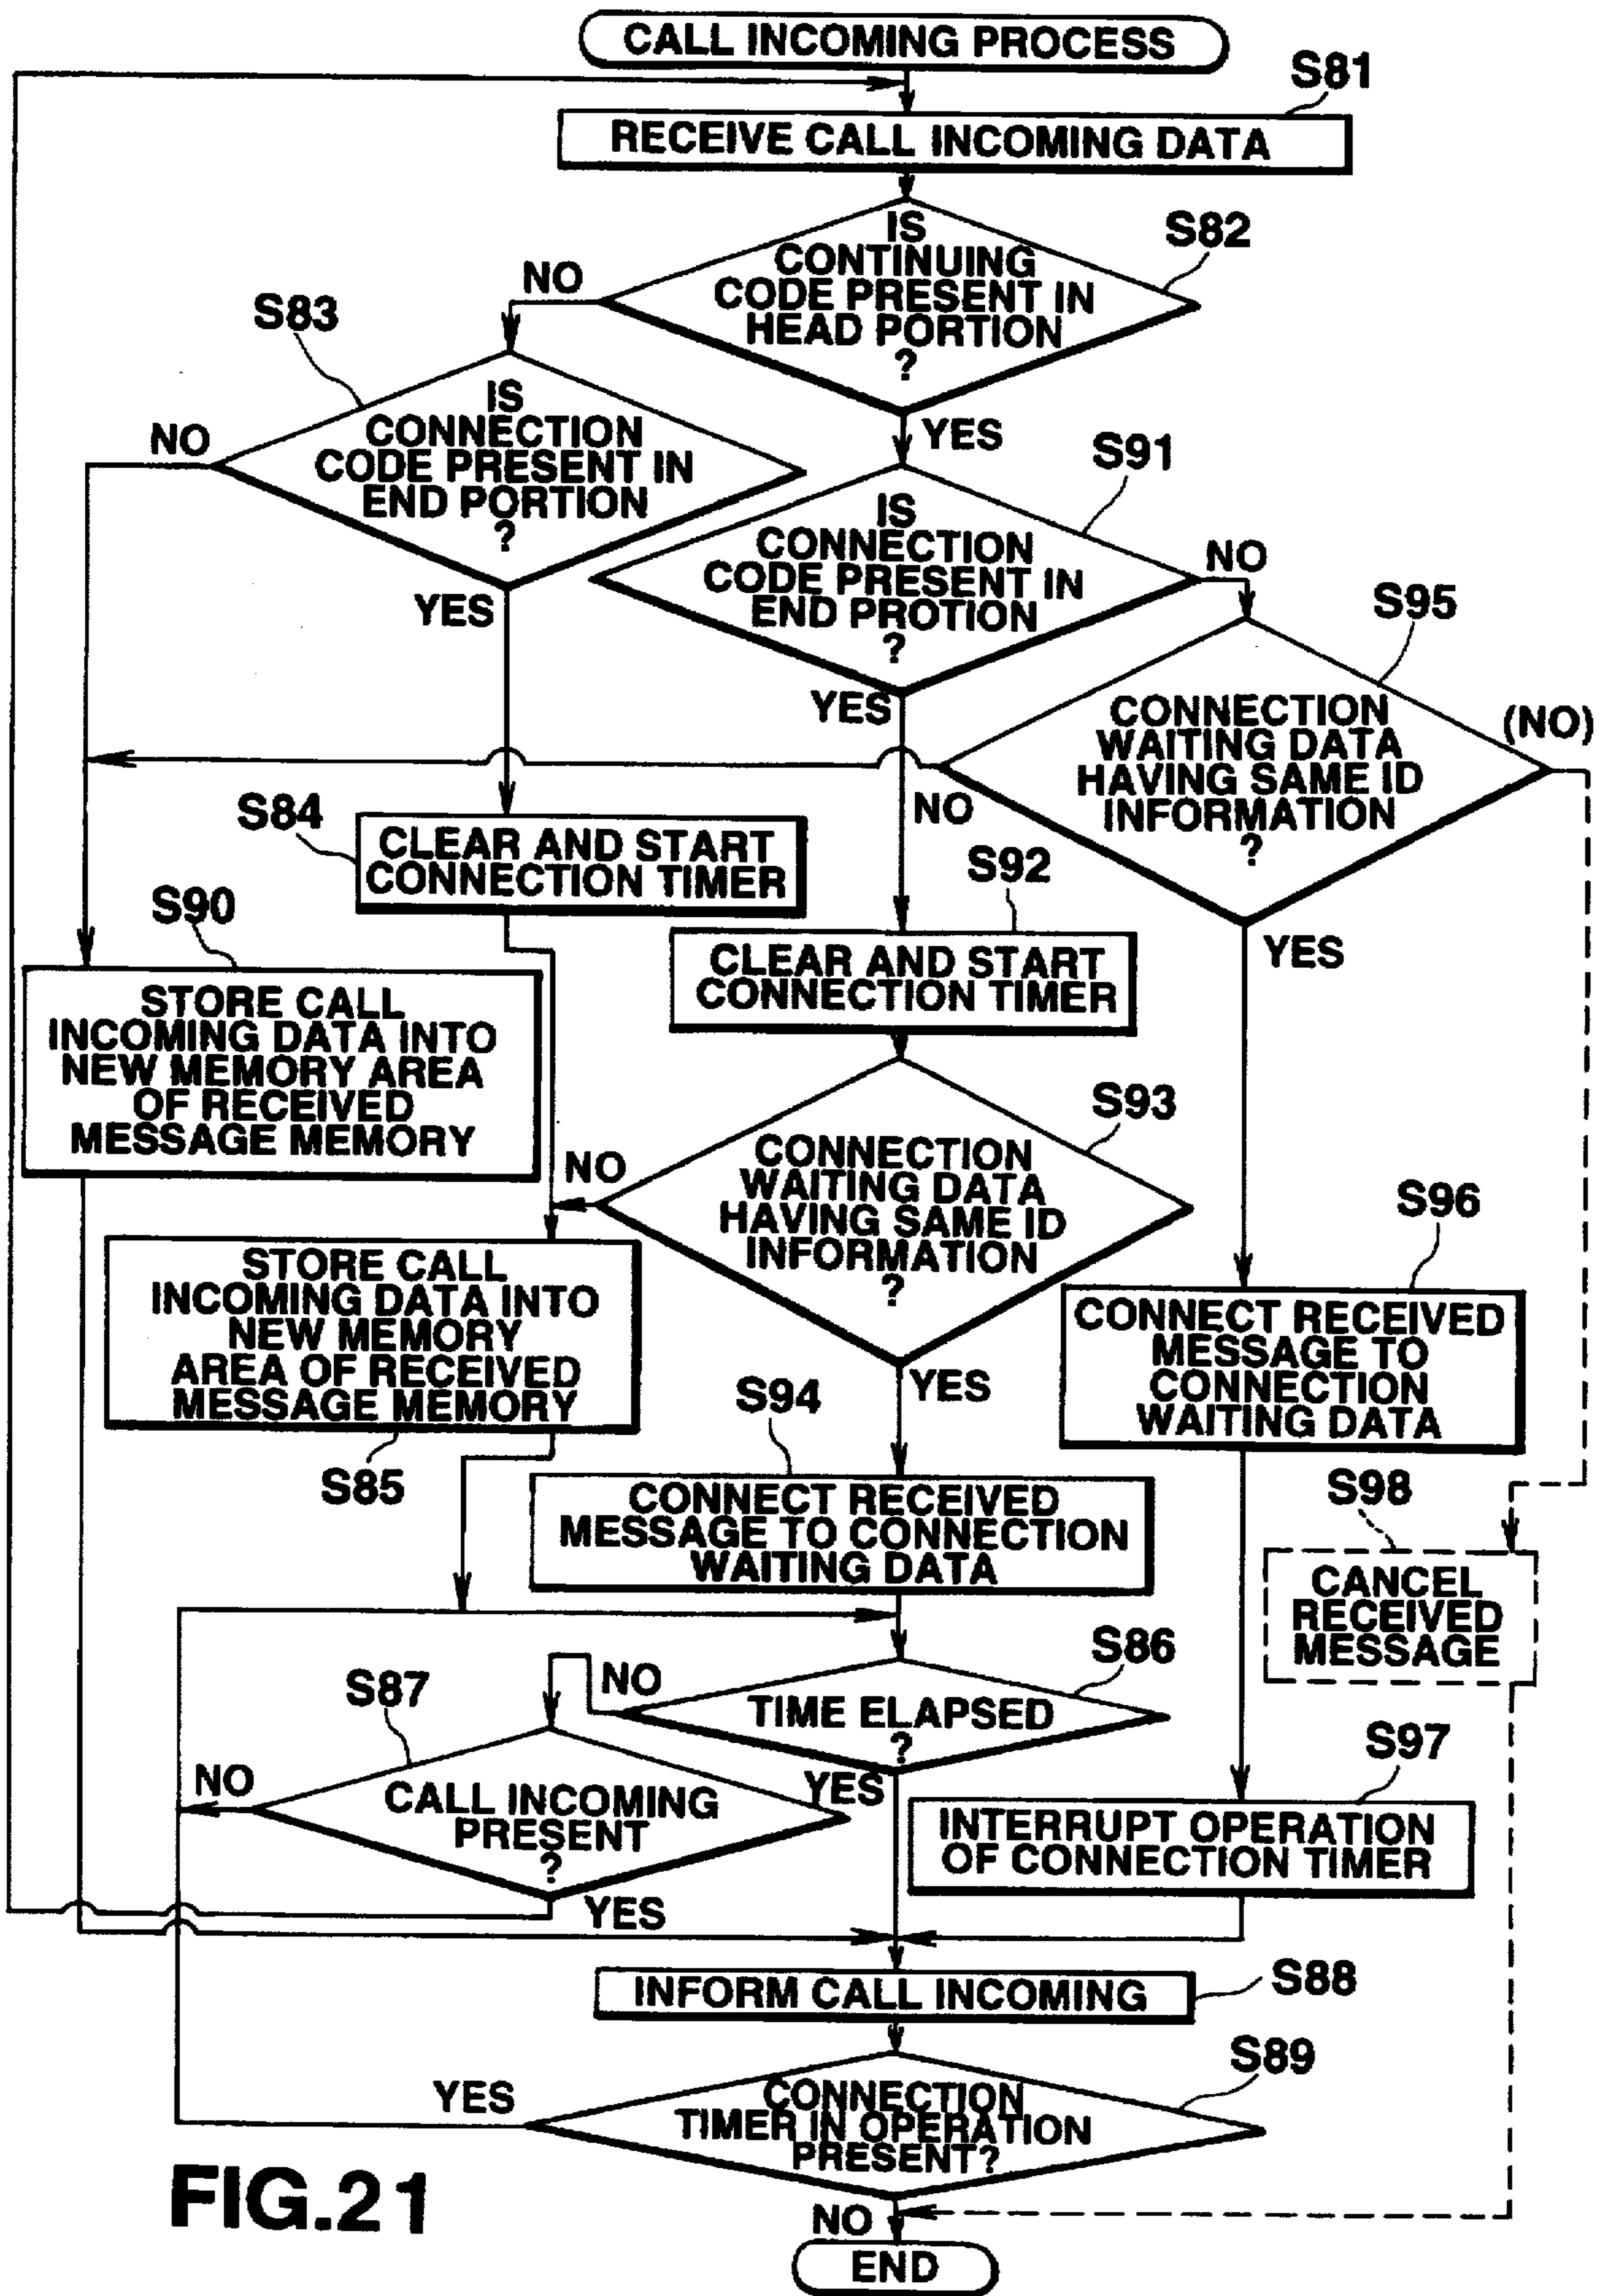 CALL INCOMING PROCESS
S81
RECEIVE CALL INCOMING DATA
S82
IS
CONTINUING
CODE PRESENT IN
HEAD PORTION
?
NO
YES
S83
IS
CONNECTION
CODE PRESENT IN
END PORTION
?
NO
YES
S91
IS
CONNECTION
CODE PRESENT IN
END PROTION
?
NO
YES
S95
CONNECTION
WAITING DATA
HAVING SAME ID
INFORMATION
?
(NO)
NO
YES
S84
CLEAR AND START
CONNECTION TIMER
S92
CLEAR AND START
CONNECTION TIMER
S90
STORE CALL
INCOMING DATA INTO
NEW MEMORY AREA
OF RECEIVED
MESSAGE MEMORY
S93
CONNECTION
WAITING DATA
HAVING SAME ID
INFORMATION
?
NO
YES
STORE CALL
INCOMING DATA INTO
NEW MEMORY
AREA OF RECEIVED
MESSAGE MEMORY
S85
S96
CONNECT RECEIVED
MESSAGE TO
CONNECTION
WAITING DATA
S94
CONNECT RECEIVED
MESSAGE TO CONNECTION
WAITING DATA
S98
CANCEL
RECEIVED
MESSAGE
S86
TIME ELAPSED
?
NO
YES
S87
CALL INCOMING
PRESENT
?
NO
YES
S97
INTERRUPT OPERATION
OF CONNECTION TIMER
INFORM CALL INCOMING
S88
S89
CONNECTION
TIMER IN OPERATION
PRESENT?
YES
NO
END
FIG.21